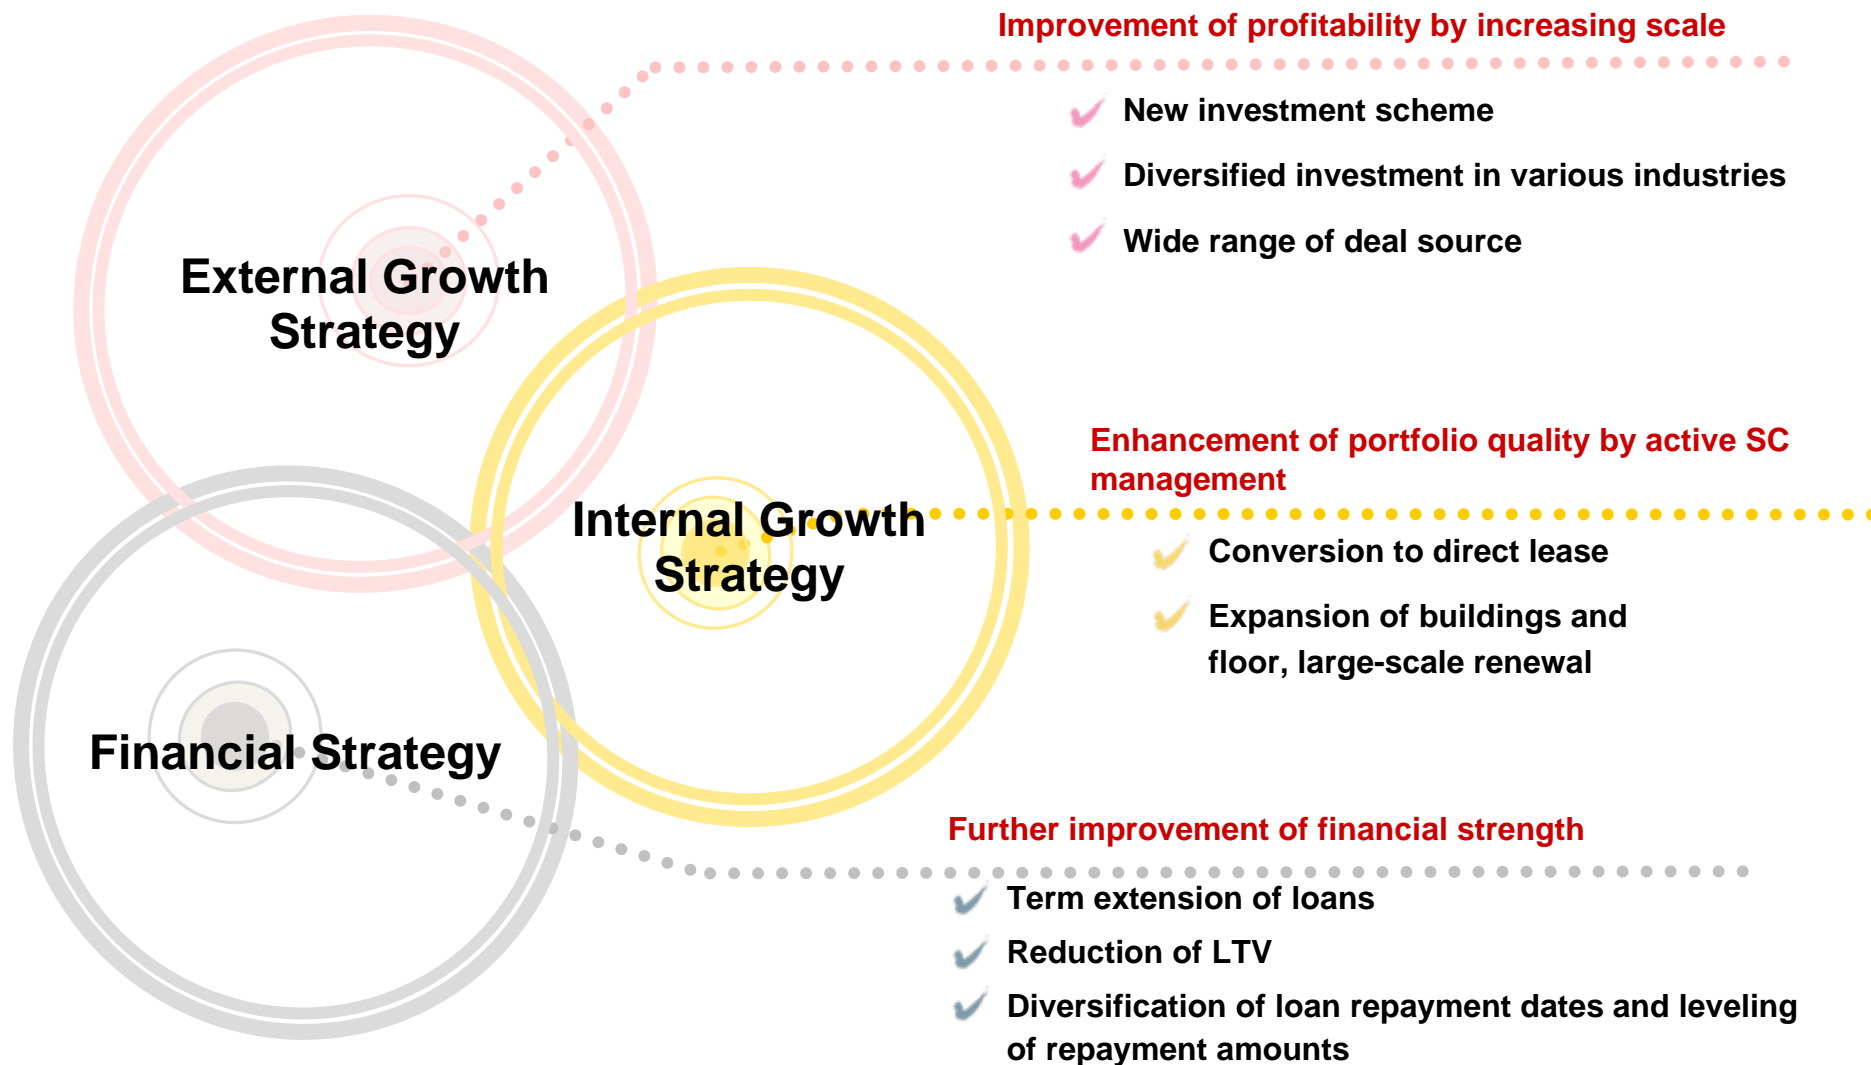 Improvement of profitability by increasing scale
New investment scheme
Diversified investment in various industries
Wide range of deal source
External Growth
Strategy
Enhancement of portfolio quality by active SC
management
Internal Growth
Strategy
Conversion to direct lease
Expansion of buildings and
floor, large-scale renewal
Financial Strategy
Further improvement of financial strength
Term extension of loans
Reduction of LTV
Diversification of loan repayment dates and leveling
of repayment amounts